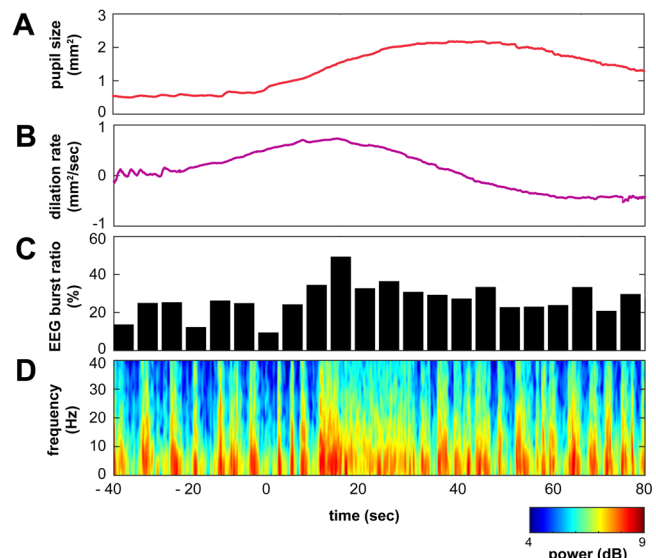 A
pupil size
(mm²)
3
2
1
0
B
dilation rate
(mm²/sec)
1
0
-1
C
EEG burst ratio
(%)
60
40
20
0
D
frequency
(Hz)
40
30
20
10
0
- 40
- 20
0
20
40
60
80
time (sec)
4
9
power (dB)